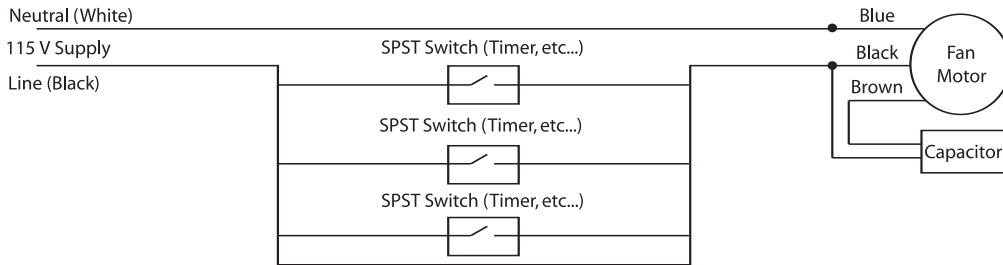 Neutral (White)
115 V Supply
Line (Black)
SPST Switch (Timer, etc...)
SPST Switch (Timer, etc...)
SPST Switch (Timer, etc...)
Blue
Black
Brown
Fan
Motor
Capacitor